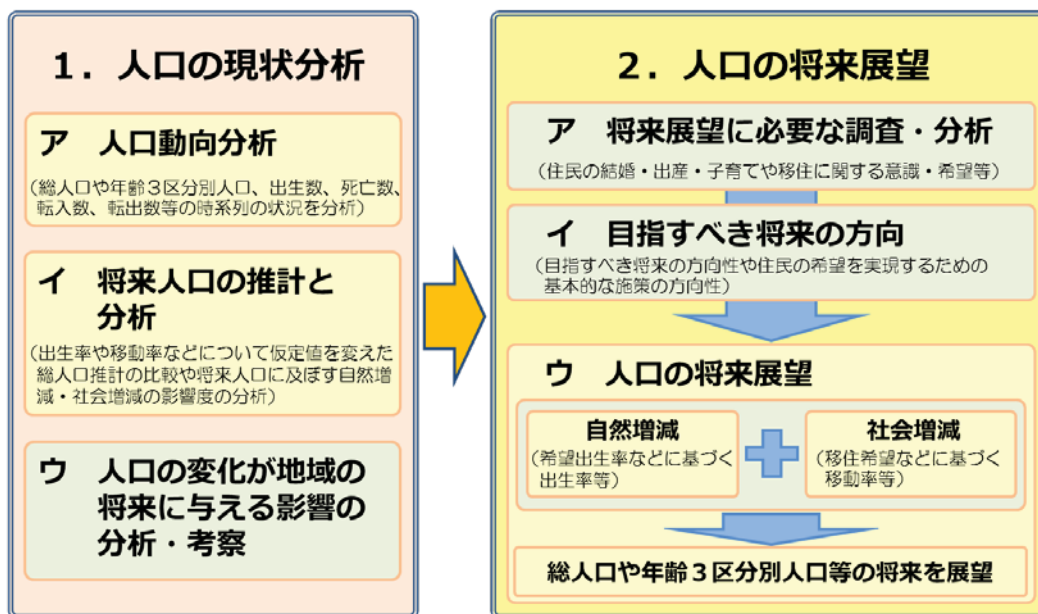 1．人口の現状分析
ア 人口動向分析
（総人口や年齢３区分別人口、出生数、死亡数、
転入数、転出数等の時系列の状況を分析）
イ 将来人口の推計と
分析
（出生率や移動率などについて仮定値を変えた
総人口推計の比較や将来人口に及ぼす自然増
減・社会増減の影響度の分析）
ウ 人口の変化が地域の
将来に与える影響の
分析・考察
2．人口の将来展望
ア 将来展望に必要な調査・分析
（住民の結婚・出産・子育てや移住に関する意識・希望等）
イ 目指すべき将来の方向
（目指すべき将来の方向性や住民の希望を実現するための
基本的な施策の方向性）
ウ 人口の将来展望
自然増減
（希望出生率などに基づく
出生率等）
社会増減
（移住希望などに基づく
移動率等）
総人口や年齢３区分別人口等の将来を展望